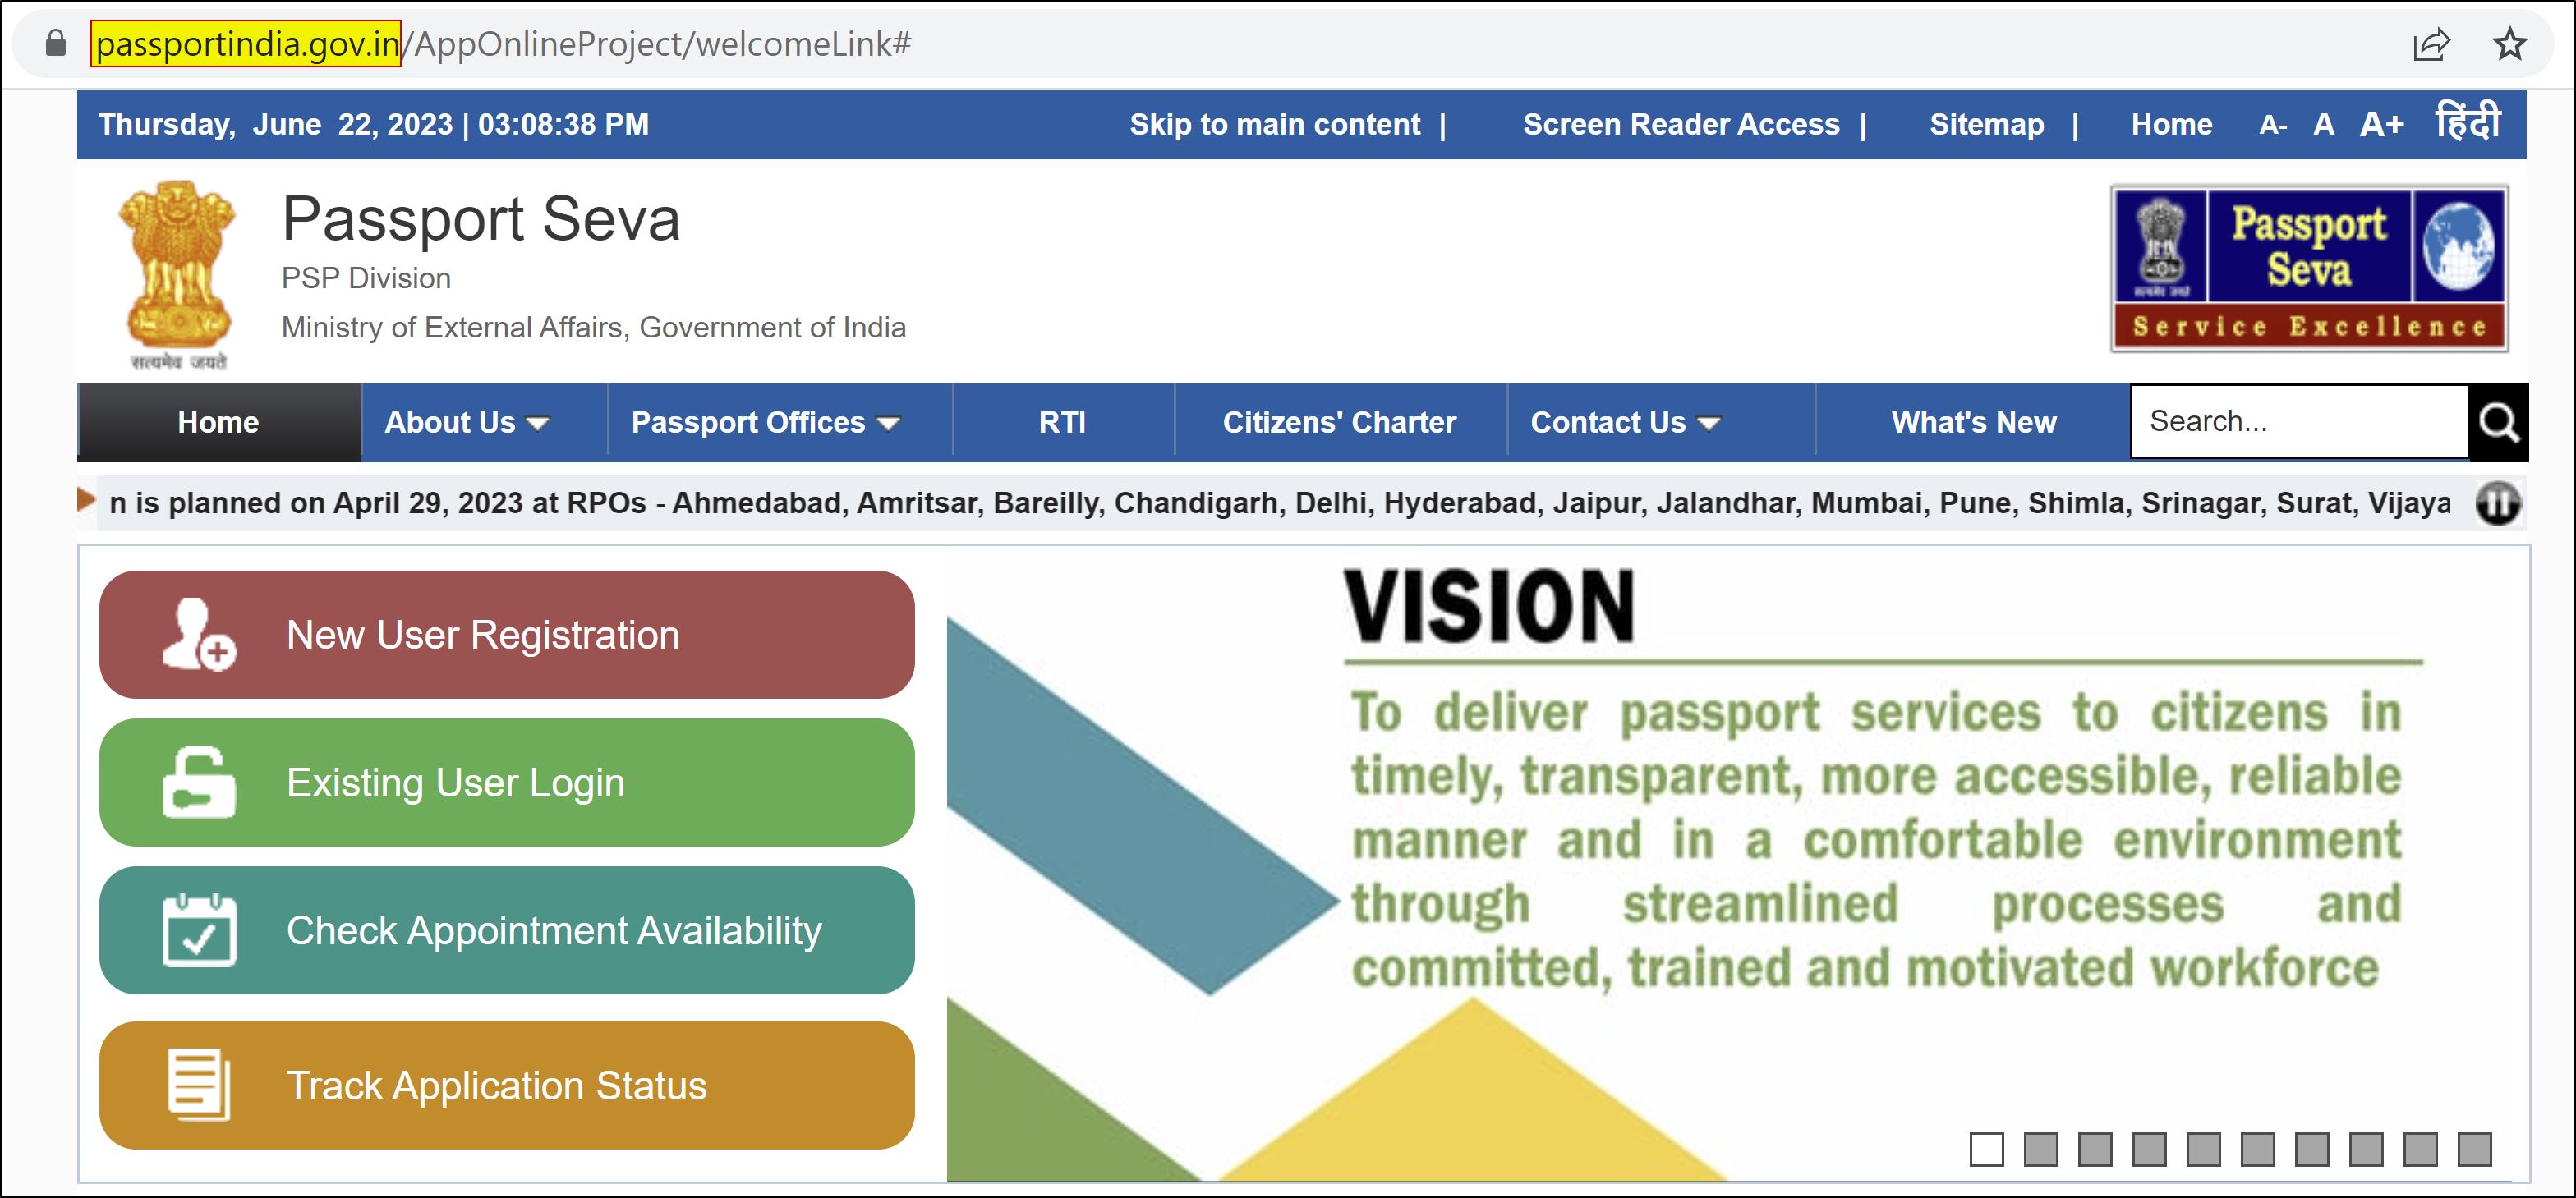 passportindia.gov.in/AppOnlineProject/welcomeLink#
Thursday, June 22, 2023 | 03:08:38 PM
Skip to main content | Screen Reader Access | Sitemap | Home A- A A+ हिंदी
Passport Seva
PSP Division
Ministry of External Affairs, Government of India
सत्यमेव जयते
Passport
Seva
सत्यमेव जयते
Service Excellence
Home About Us Passport Offices RTI Citizens' Charter Contact Us What's New Search...
n is planned on April 29, 2023 at RPOs - Ahmedabad, Amritsar, Bareilly, Chandigarh, Delhi, Hyderabad, Jaipur, Jalandhar, Mumbai, Pune, Shimla, Srinagar, Surat, Vijaya
New User Registration
Existing User Login
Check Appointment Availability
Track Application Status
VISION
To deliver passport services to citizens in
timely, transparent, more accessible, reliable
manner and in a comfortable environment
through streamlined processes and
committed, trained and motivated workforce